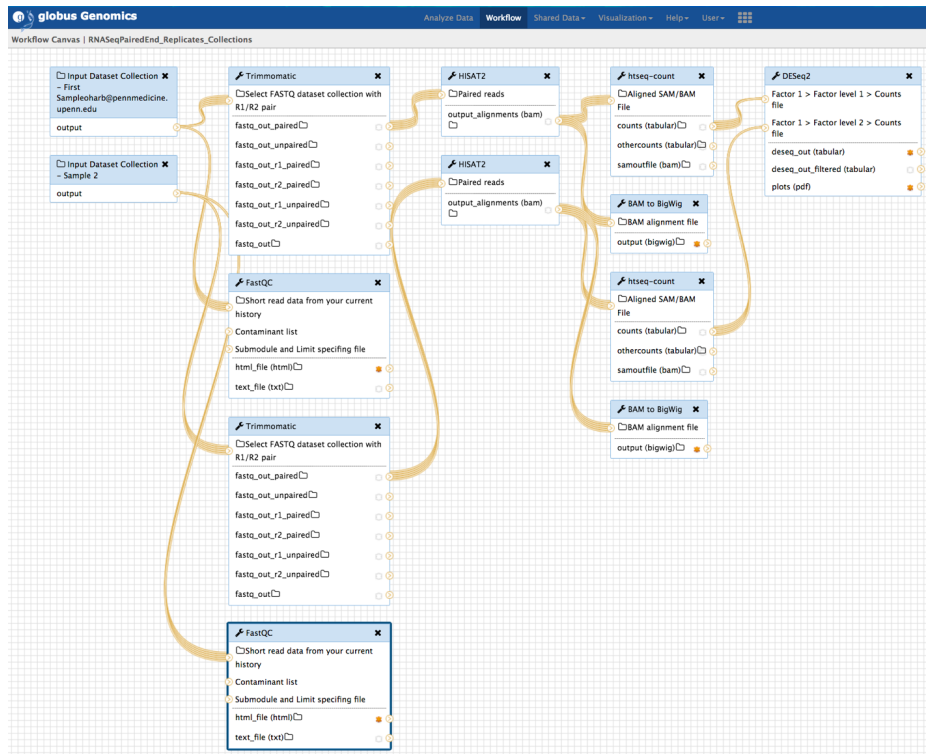 globus Genomics
Analyze Data Workflow Shared Data Visualization Help User
Workflow Canvas | RNASeqPairedEnd_Replicates_Collections
Input Dataset Collection
- First
Sampleoharb@pennmedicine.
upenn.edu
output
Input Dataset Collection
- Sample 2
output
Trimmomatic
Select FASTQ dataset collection with
R1/R2 pair
fastq_out_paired
fastq_out_unpaired
fastq_out_r1_paired
fastq_out_r2_paired
fastq_out_r1_unpaired
fastq_out_r2_unpaired
fastq_out
FastQC
Short read data from your current
history
Contaminant list
Submodule and Limit specifing file
html_file (html)
text_file (txt)
Trimmomatic
Select FASTQ dataset collection with
R1/R2 pair
fastq_out_paired
fastq_out_unpaired
fastq_out_r1_paired
fastq_out_r2_paired
fastq_out_r1_unpaired
fastq_out_r2_unpaired
fastq_out
FastQC
Short read data from your current
history
Contaminant list
Submodule and Limit specifing file
html_file (html)
text_file (txt)
HISAT2
Paired reads
output_alignments (bam)
HISAT2
Paired reads
output_alignments (bam)
htseq-count
Aligned SAM/BAM
File
counts (tabular)
othercounts (tabular)
samoutfile (bam)
BAM to BigWig
BAM alignment file
output (bigwig)
htseq-count
Aligned SAM/BAM
File
counts (tabular)
othercounts (tabular)
samoutfile (bam)
BAM to BigWig
BAM alignment file
output (bigwig)
DESeq2
Factor 1 > Factor level 1 > Counts
file
Factor 1 > Factor level 2 > Counts
file
deseq_out (tabular)
deseq_out_filtered (tabular)
plots (pdf)